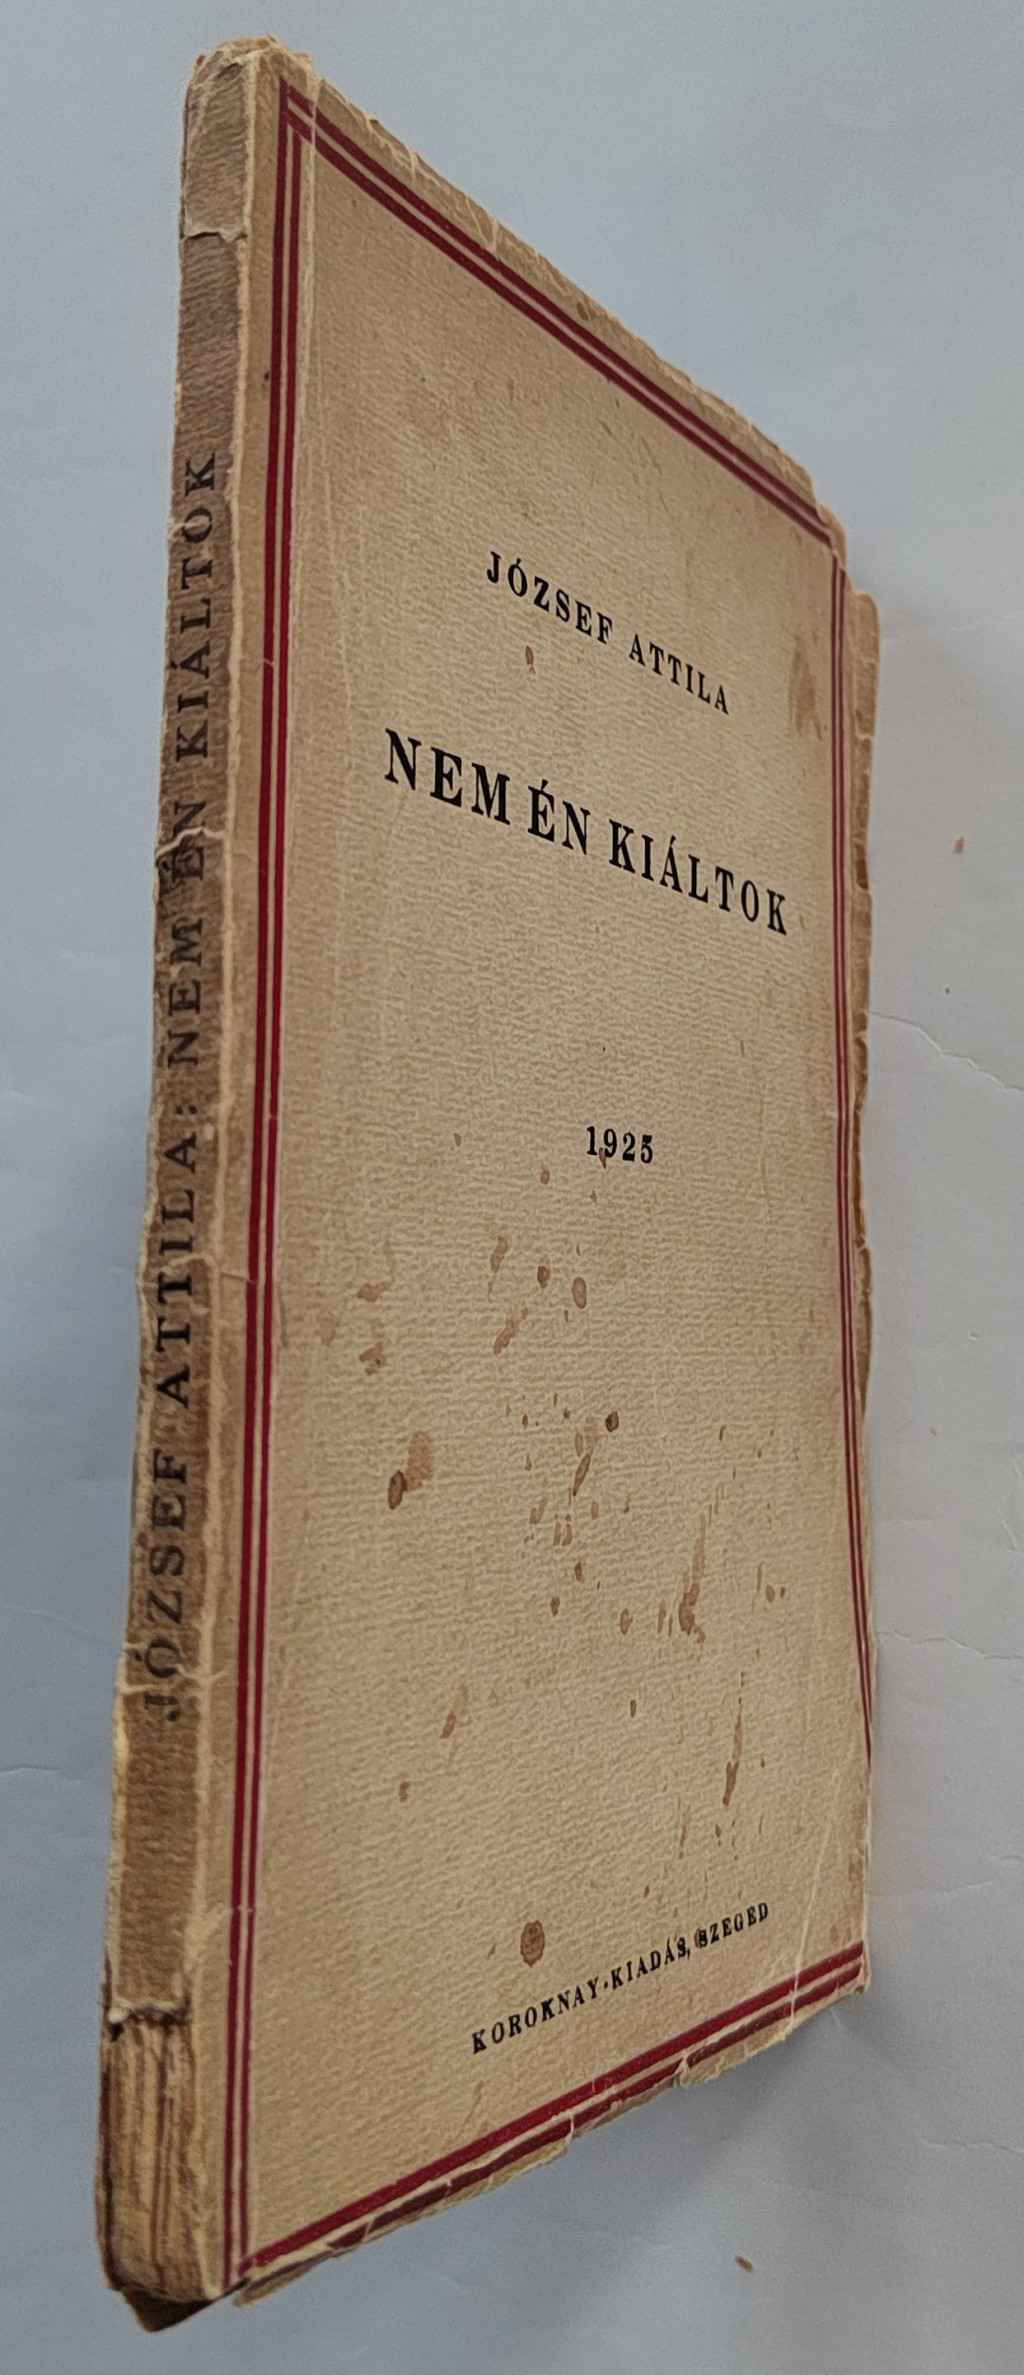 JÓZSEF ATTILA: NEM ÉN KIÁLTOK
JÓZSEF ATTILA
NEM ÉN KIÁLTOK
1925
KOROKNAY-KIADÁS, SZEGED